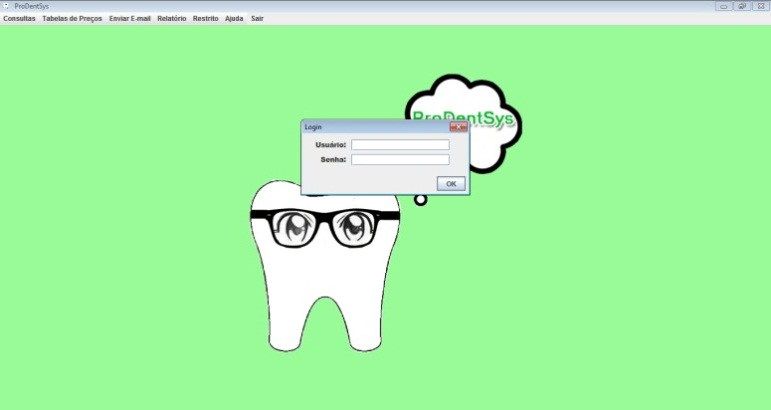 ProDentSys
Consultas Tabelas de Preços Enviar E-mail Relatório Restrito Ajuda Sair
ProDentSys
Login
Usuário:
Senha:
OK